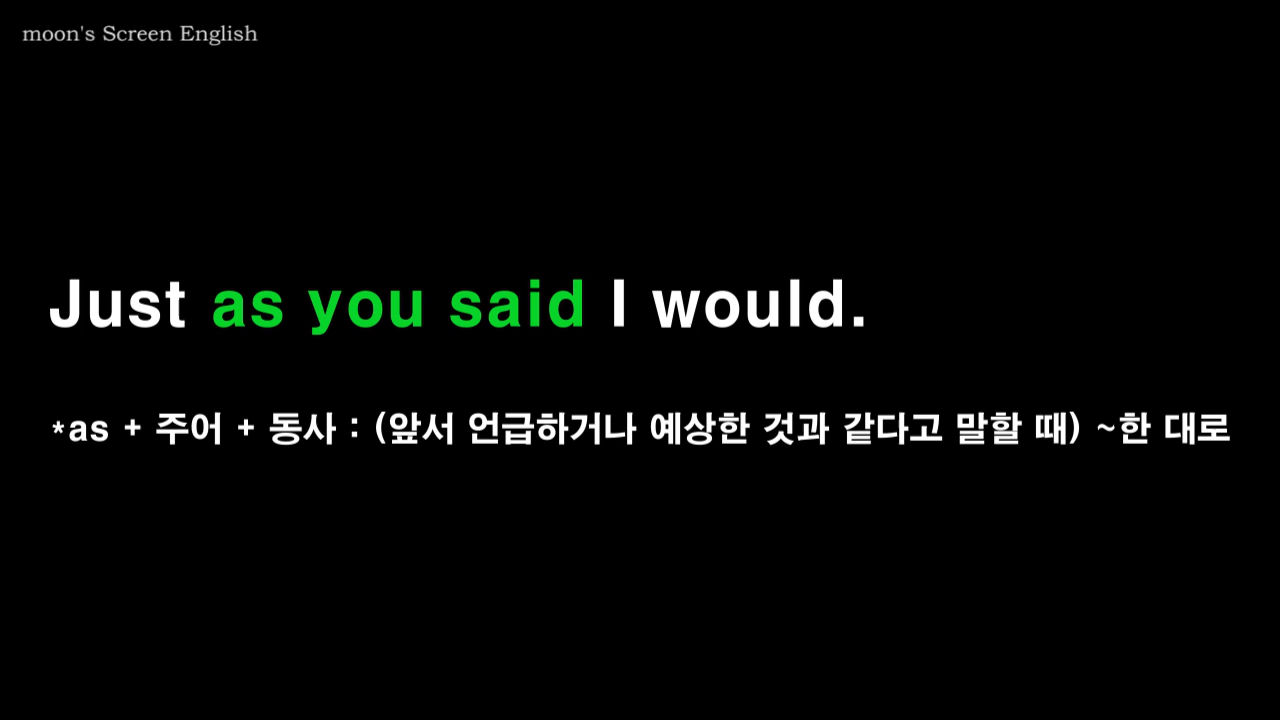 moon's Screen English
Just as you said I would.
*as + 주어 + 동사 : (앞서 언급하거나 예상한 것과 같다고 말할 때) ~한 대로